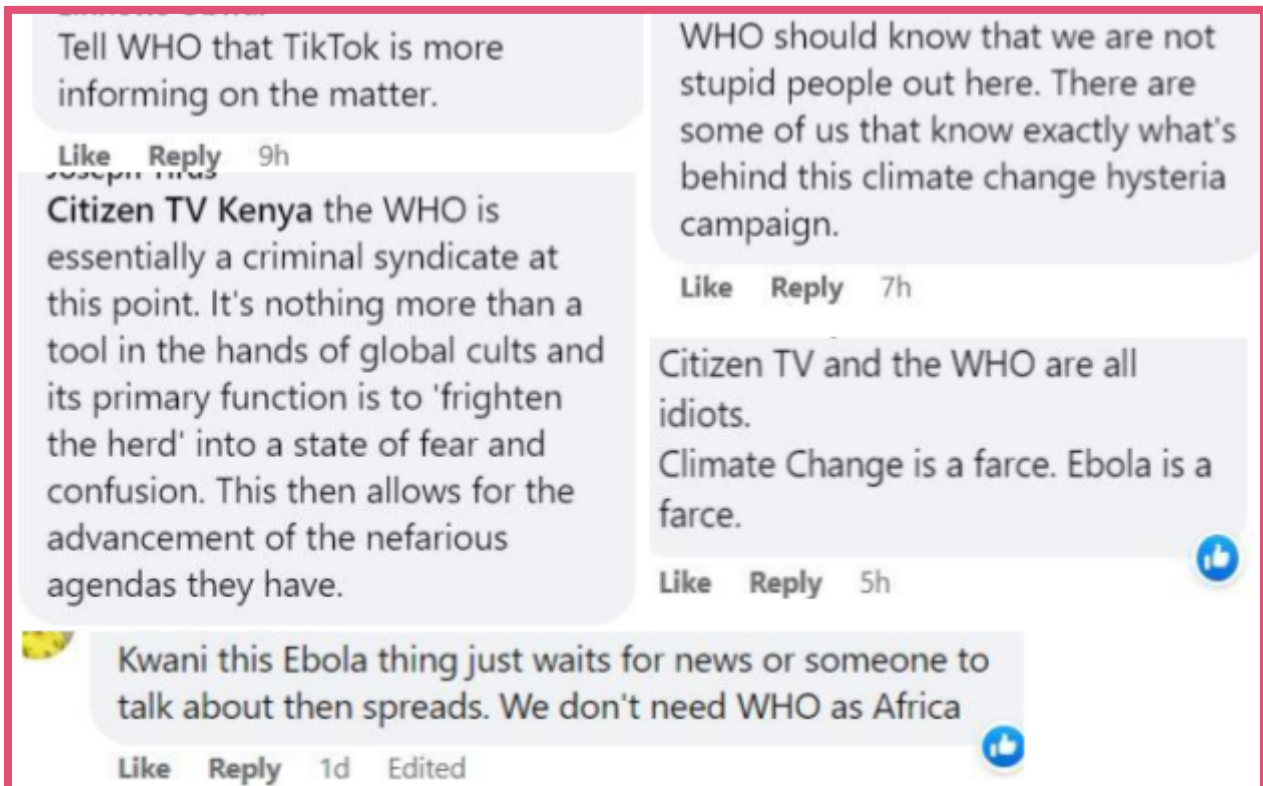 Tell WHO that TikTok is more
informing on the matter.
Like Reply 9h
Citizen TV Kenya the WHO is
essentially a criminal syndicate at
this point. It's nothing more than a
tool in the hands of global cults and
its primary function is to 'frighten
the herd' into a state of fear and
confusion. This then allows for the
advancement of the nefarious
agendas they have.
WHO should know that we are not
stupid people out here. There are
some of us that know exactly what's
behind this climate change hysteria
campaign.
Like Reply 7h
Citizen TV and the WHO are all
idiots.
Climate Change is a farce. Ebola is a
farce.
Like Reply 5h
Kwani this Ebola thing just waits for news or someone to
talk about then spreads. We don't need WHO as Africa
Like Reply 1d Edited